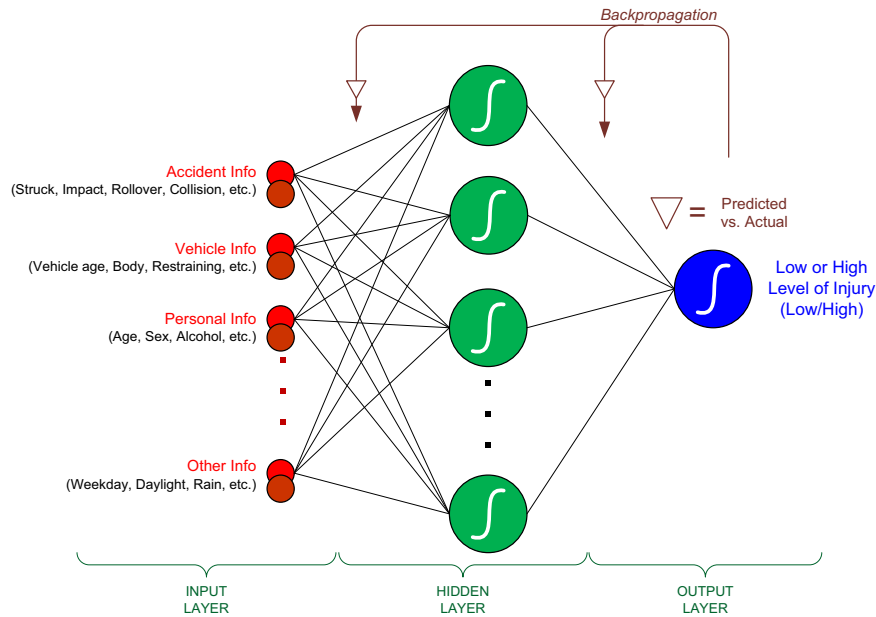 Backpropagation
Accident Info
(Struck, Impact, Rollover, Collision, etc.)
Vehicle Info
(Vehicle age, Body, Restraining, etc.)
Personal Info
(Age, Sex, Alcohol, etc.)
Other Info
(Weekday, Daylight, Rain, etc.)
= Predicted
vs. Actual
Low or High
Level of Injury
(Low/High)
INPUT
LAYER
HIDDEN
LAYER
OUTPUT
LAYER